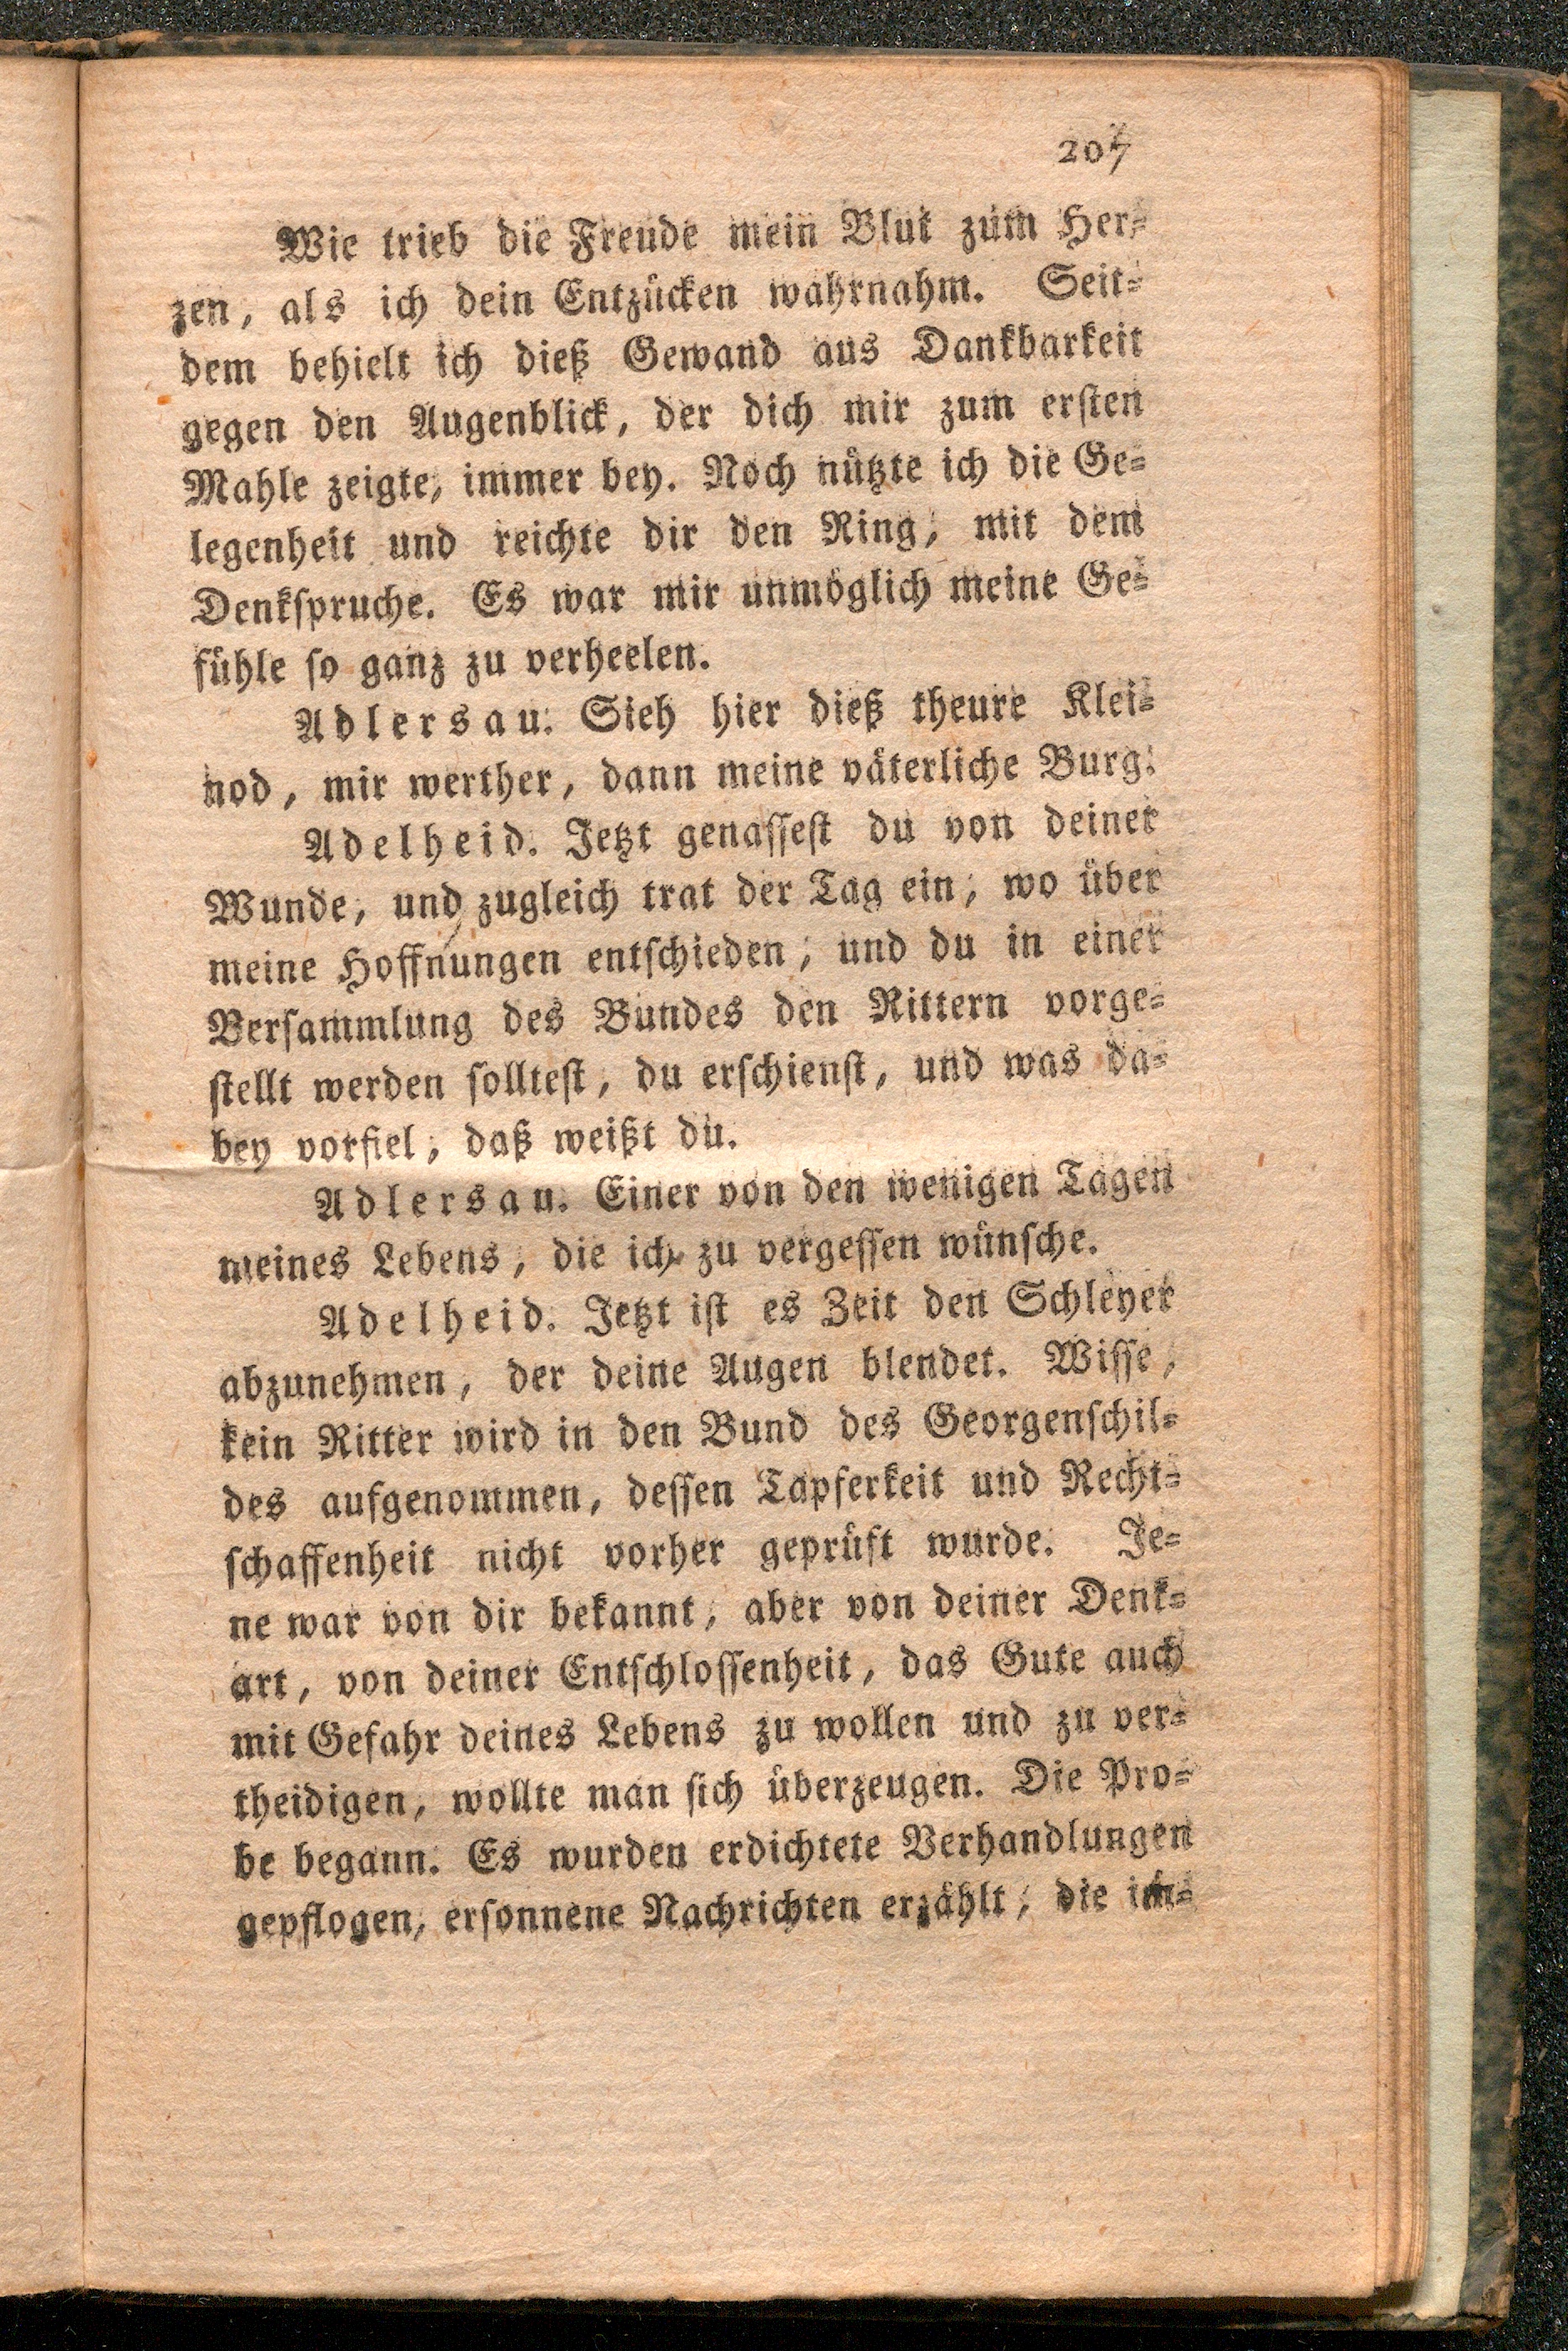 207
Wie trieb die Freude mein Blut zum Her-
zen, als ich dein Entzücken wahrnahm. Seit-
dem behielt ich dieß Gewand aus Dankbarkeit
gegen den Augenblick, der dich mir zum ersten
Mahle zeigte, immer bey. Noch nützte ich die Ge-
legenheit und reichte dir den Ring, mit dem
Denkspruche. Es war mir unmöglich meine Ge-
fühle so ganz zu verheelen.
Adlersau. Sieh hier dieß theure Klei-
nod, mir werther, dann meine väterliche Burg.
Adelheid. Jetzt genassest du von deiner
Wunde, und zugleich trat der Tag ein, wo über
meine Hoffnungen entschieden, und du in einer
Versammlung des Bundes den Rittern vorge-
stellt werden solltest, du erschienst, und was da-
bey vorfiel, daß weißt du.
Adlersau. Einer von den wenigen Tagen
meines Lebens, die ich zu vergessen wünsche.
Adelheid. Jetzt ist es Zeit den Schleyer
abzunehmen, der deine Augen blendet. Wisse,
kein Ritter wird in den Bund des Georgenschil-
des aufgenommen, dessen Tapferkeit und Recht-
schaffenheit nicht vorher geprüft wurde. Je-
ne war von dir bekannt, aber von deiner Denk-
art, von deiner Entschlossenheit, das Gute auch
mit Gefahr deines Lebens zu wollen und zu ver-
theidigen, wollte man sich überzeugen. Die Pro-
be begann. Es wurden erdichtete Verhandlungen
gepflogen, ersonnene Nachrichten erzählt, die im-